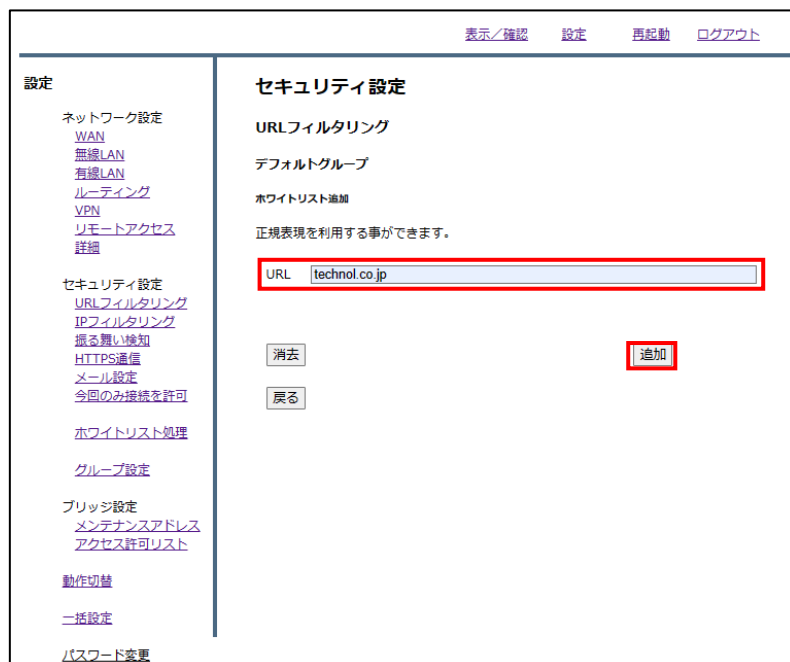 表示／確認 設定 再起動 ログアウト
設定
ネットワーク設定
WAN
無線LAN
有線LAN
ルーティング
VPN
リモートアクセス
詳細
セキュリティ設定
URLフィルタリング
IPフィルタリング
振る舞い検知
HTTPS通信
メール設定
今回のみ接続を許可
ホワイトリスト処理
グループ設定
ブリッジ設定
メンテナンスアドレス
アクセス許可リスト
動作切替
一括設定
パスワード変更
セキュリティ設定
URLフィルタリング
デフォルトグループ
ホワイトリスト追加
正規表現を利用する事ができます。
URL technol.co.jp
消去 追加
戻る